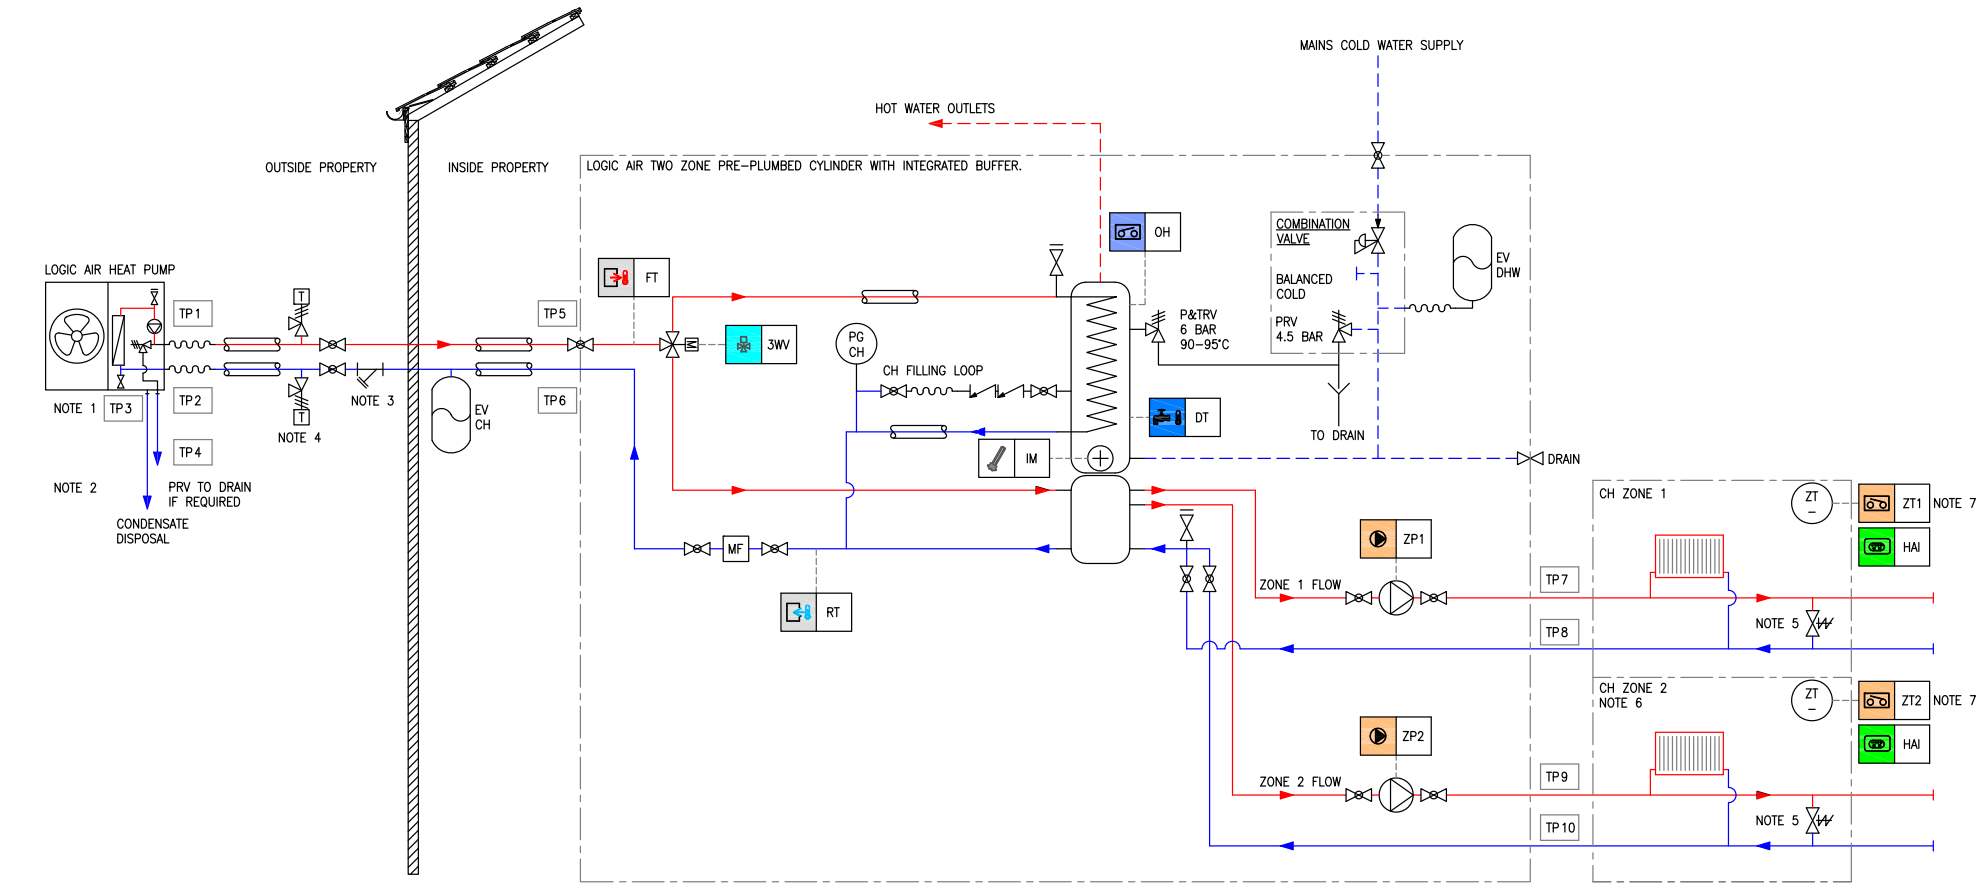 MAINS COLD WATER SUPPLY
HOT WATER OUTLETS
OUTSIDE PROPERTY
INSIDE PROPERTY
LOGIC AIR TWO ZONE PRE-PLUMBED CYLINDER WITH INTEGRATED BUFFER.
OH
COMBINATION
VALVE
EV
DHW
BALANCED
COLD
PRV
4.5 BAR
P&TRV
6 BAR
90-95°C
TO DRAIN
LOGIC AIR HEAT PUMP
TP1
T
TP5
FT
M
3WV
PG
CH
CH FILLING LOOP
NOTE 1
TP3
TP2
NOTE 3
T
NOTE 4
EV
CH
TP6
DT
IM
TP4
NOTE 2
PRV TO DRAIN
IF REQUIRED
CONDENSATE
DISPOSAL
DRAIN
MF
RT
CH ZONE 1
ZT
-
ZT1
NOTE 7
HAI
ZP1
ZONE 1 FLOW
TP7
TP8
NOTE 5
CH ZONE 2
NOTE 6
ZT
-
ZT2
NOTE 7
HAI
ZP2
ZONE 2 FLOW
TP9
TP10
NOTE 5